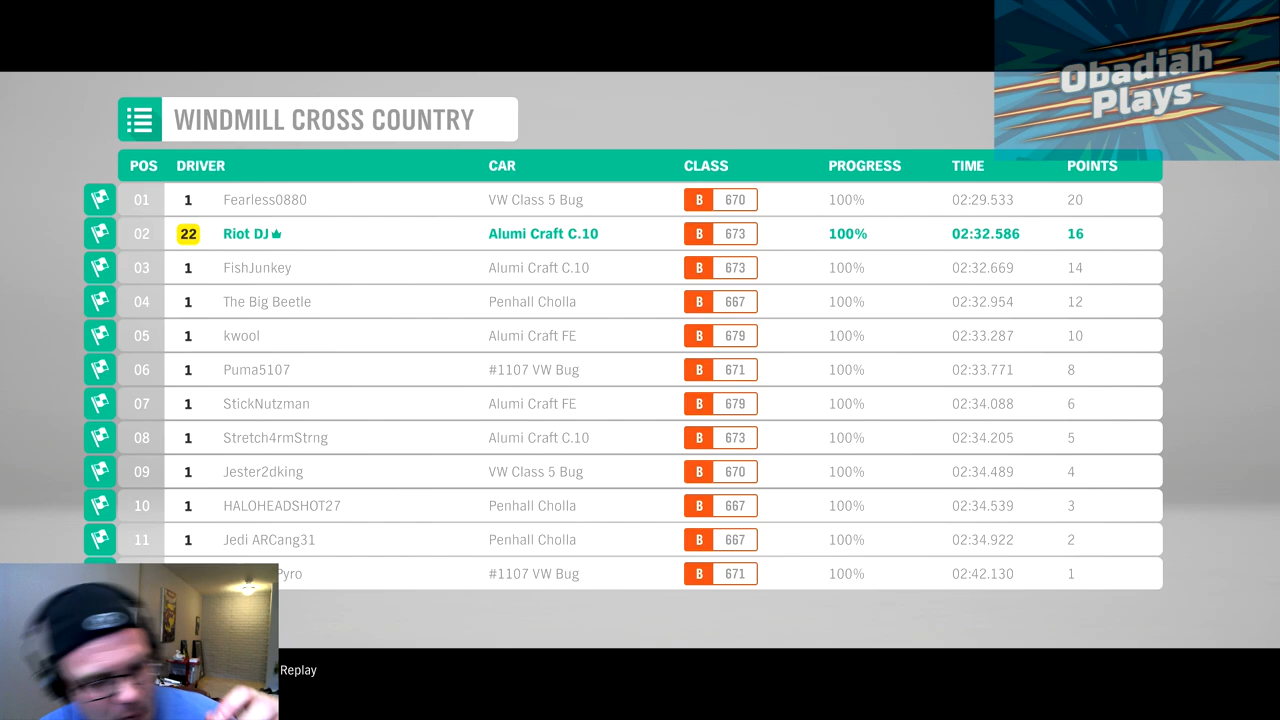 Obadiah
Plays
WINDMILL CROSS COUNTRY
POS DRIVER CAR CLASS PROGRESS TIME POINTS
01 1 Fearless0880 VW Class 5 Bug B 670 100% 02:29.533 20
02 22 Riot DJ Alumi Craft C.10 B 673 100% 02:32.586 16
03 1 FishJunkey Alumi Craft C.10 B 673 100% 02:32.669 14
04 1 The Big Beetle Penhall Cholla B 667 100% 02:32.954 12
05 1 kwool Alumi Craft FE B 679 100% 02:33.287 10
06 1 Puma5107 #1107 VW Bug B 671 100% 02:33.771 8
07 1 StickNutzman Alumi Craft FE B 679 100% 02:34.088 6
08 1 Stretch4rmStrng Alumi Craft C.10 B 673 100% 02:34.205 5
09 1 Jester2dking VW Class 5 Bug B 670 100% 02:34.489 4
10 1 HALOHEADSHOT27 Penhall Cholla B 667 100% 02:34.539 3
11 1 Jedi ARCang31 Penhall Cholla B 667 100% 02:34.922 2
Pyro #1107 VW Bug B 671 100% 02:42.130 1
Replay